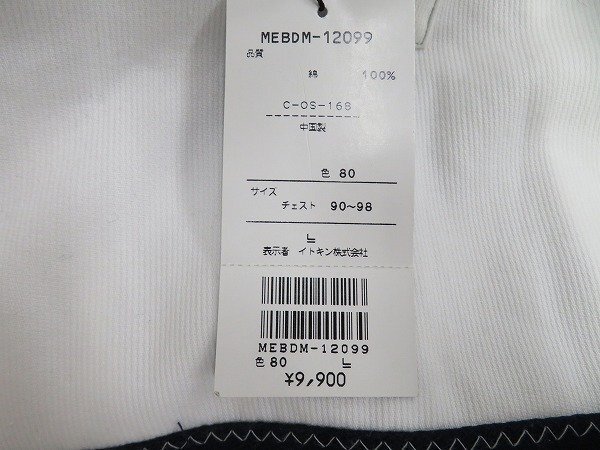 MEBDM-12099
品質
綿 100%
C-OS-168
中国製
色 80
サイズ
チェスト 90~98
L
表示者 イトキン株式会社
MEBDM-12099
色 80 L
¥9,900